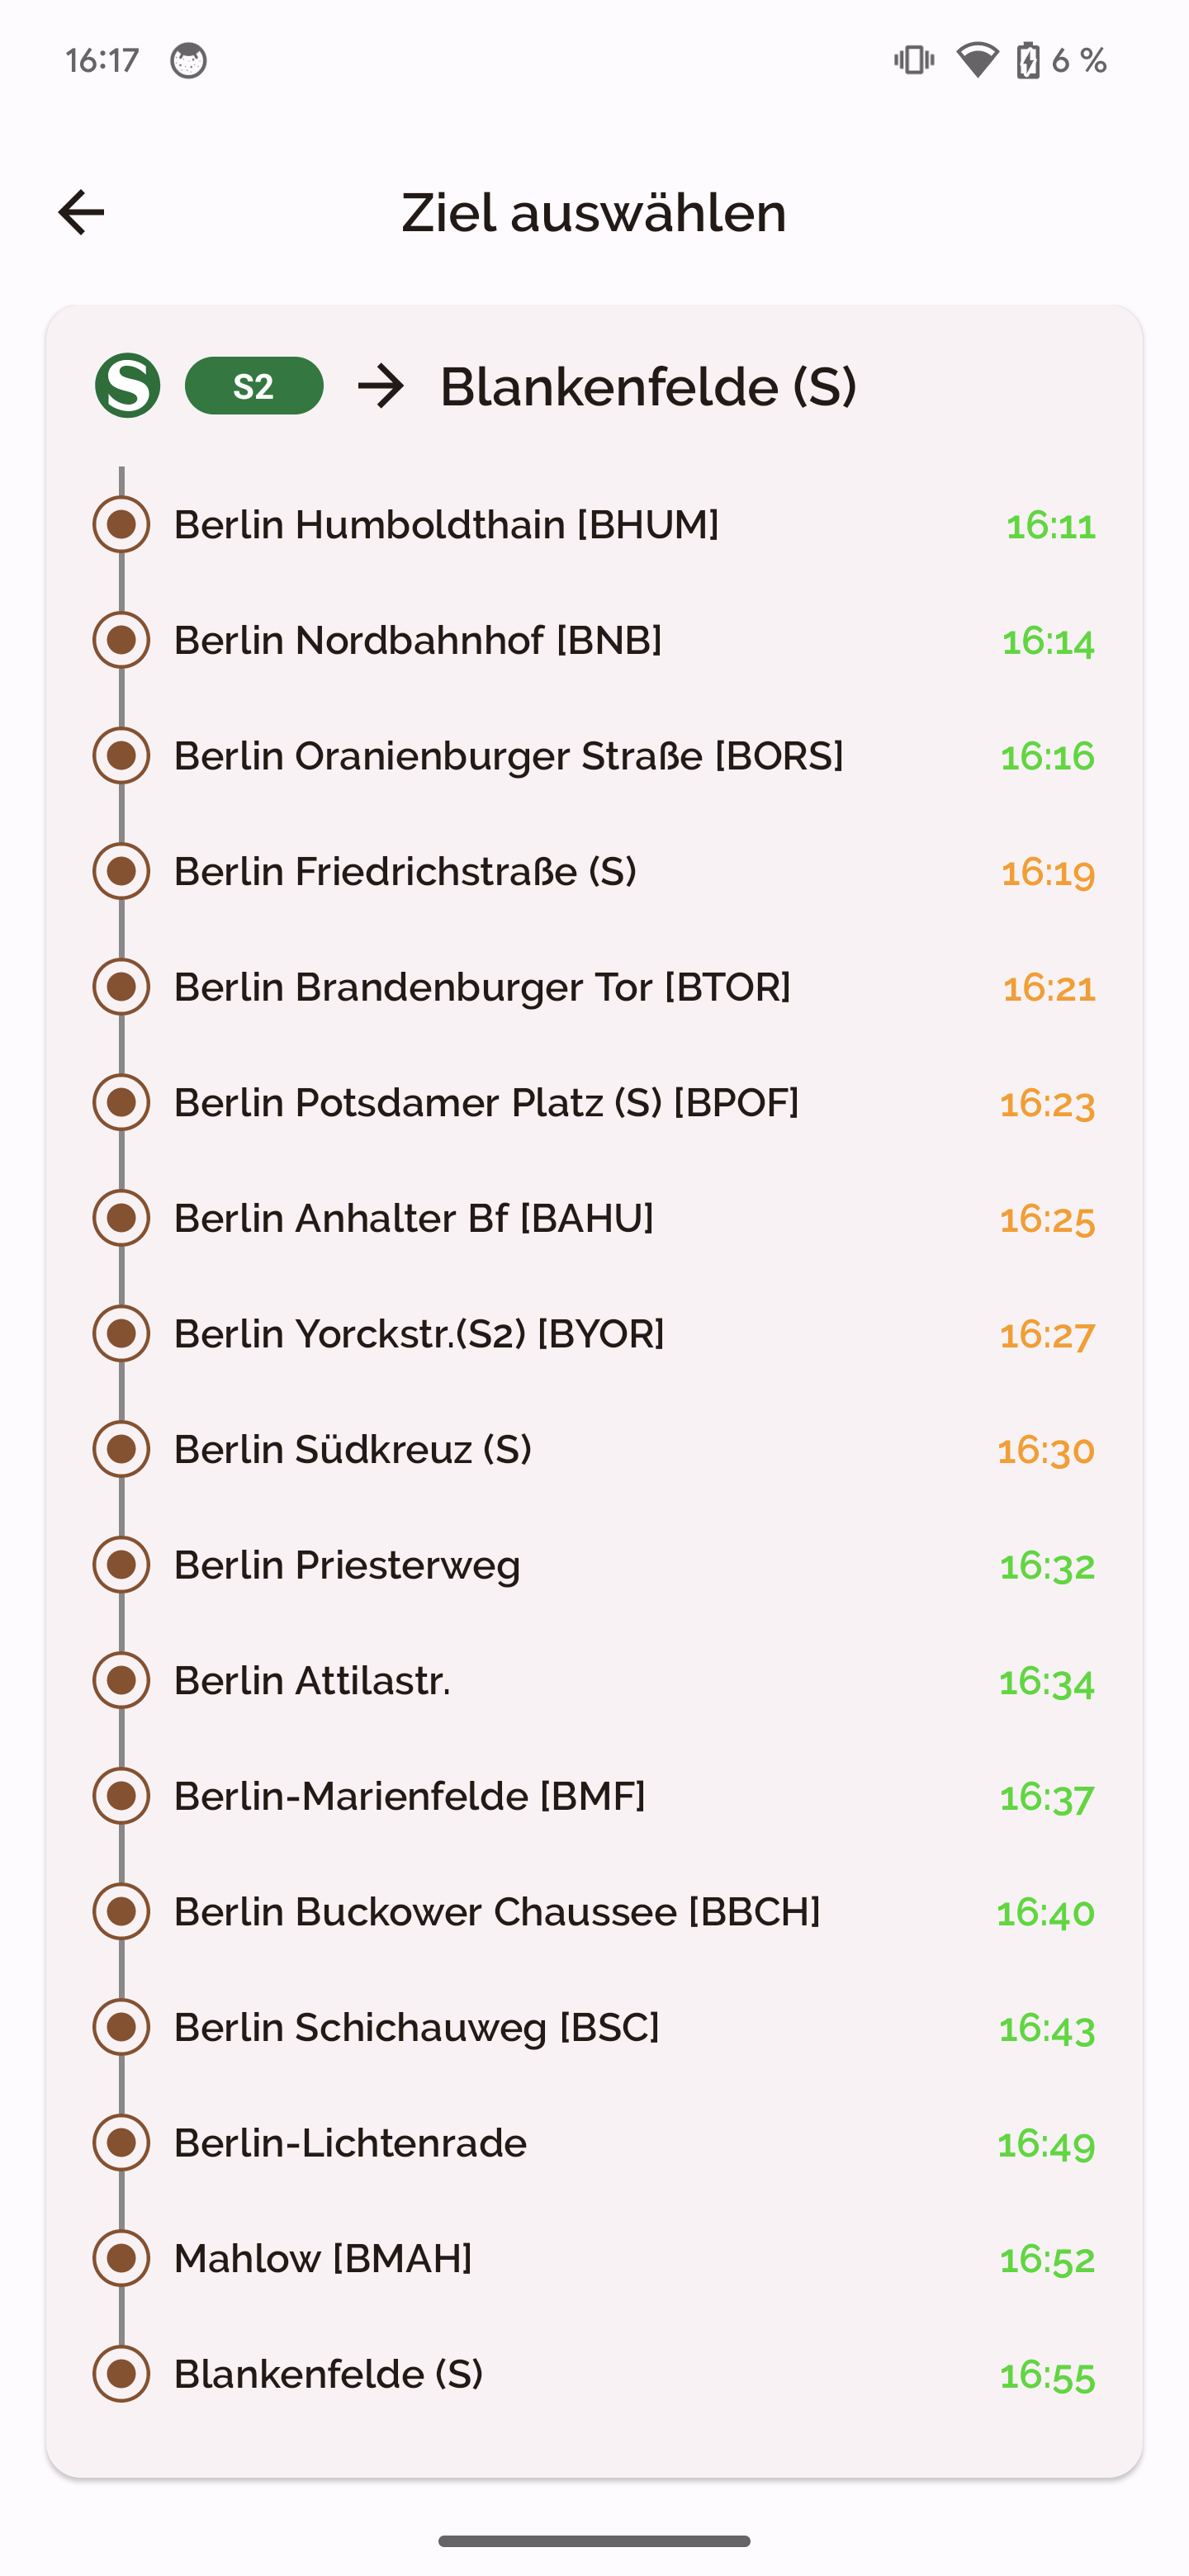 16:17 6 %
Ziel auswählen
S S2 → Blankenfelde (S)
Berlin Humboldthain [BHUM] 16:11
Berlin Nordbahnhof [BNB] 16:14
Berlin Oranienburger Straße [BORS] 16:16
Berlin Friedrichstraße (S) 16:19
Berlin Brandenburger Tor [BTOR] 16:21
Berlin Potsdamer Platz (S) [BPOF] 16:23
Berlin Anhalter Bf [BAHU] 16:25
Berlin Yorckstr.(S2) [BYOR] 16:27
Berlin Südkreuz (S) 16:30
Berlin Priesterweg 16:32
Berlin Attilastr. 16:34
Berlin-Marienfelde [BMF] 16:37
Berlin Buckower Chaussee [BBCH] 16:40
Berlin Schichauweg [BSC] 16:43
Berlin-Lichtenrade 16:49
Mahlow [BMAH] 16:52
Blankenfelde (S) 16:55